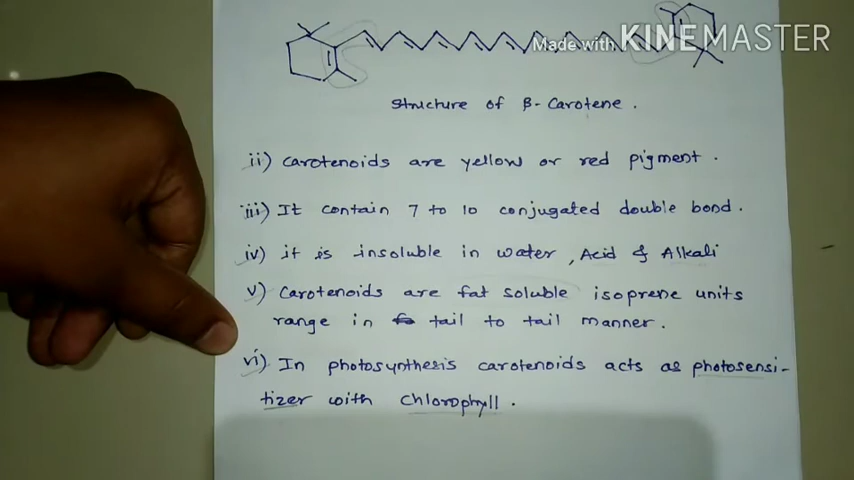 Made with KINEMASTER
Structure of β-Carotene.
ii) Carotenoids are yellow or red pigment.
iii) It contain 7 to 10 conjugated double bond.
iv) it is insoluble in water, Acid & Alkali
v) Carotenoids are fat soluble isoprene units
range in tail to tail manner.
vi) In photosynthesis carotenoids acts as photosensi-
tizer with chlorophyll.